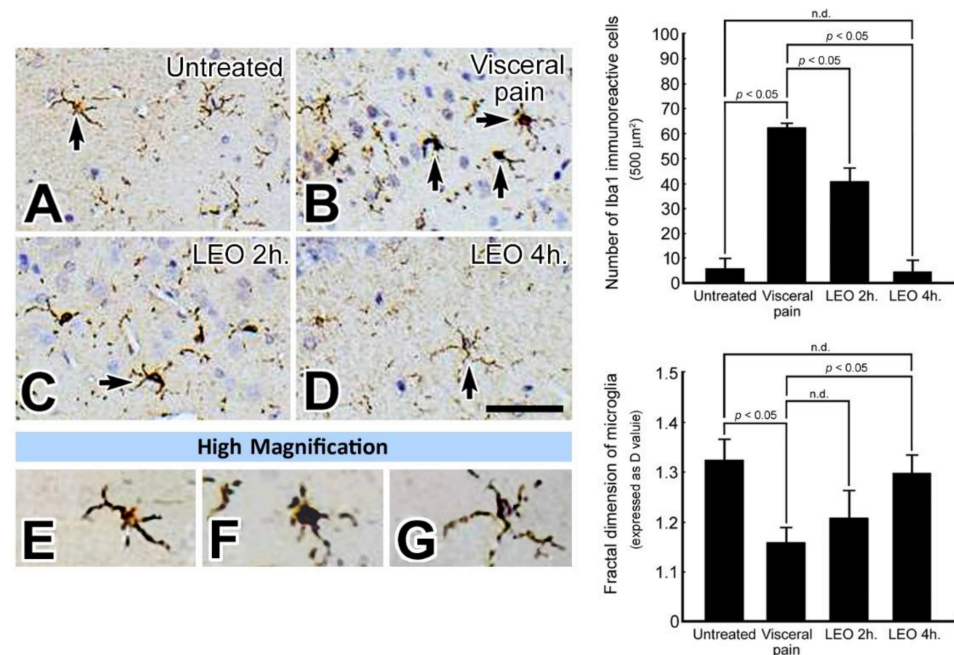 Untreated
A
Visceral
pain
B
LEO 2h.
C
LEO 4h.
D
High Magnification
E
F
G
Number of Iba1 immunoreactive cells
(500 µm²)
100
90
80
70
60
50
40
30
20
10
0
n.d.
p < 0.05
p < 0.05
p < 0.05
Untreated
Visceral
pain
LEO 2h.
LEO 4h.
Fractal dimension of microglia
(expressed as D valuie)
1.5
1.4
1.3
1.2
1.1
0
n.d.
p < 0.05
n.d.
p < 0.05
Untreated
Visceral
pain
LEO 2h.
LEO 4h.